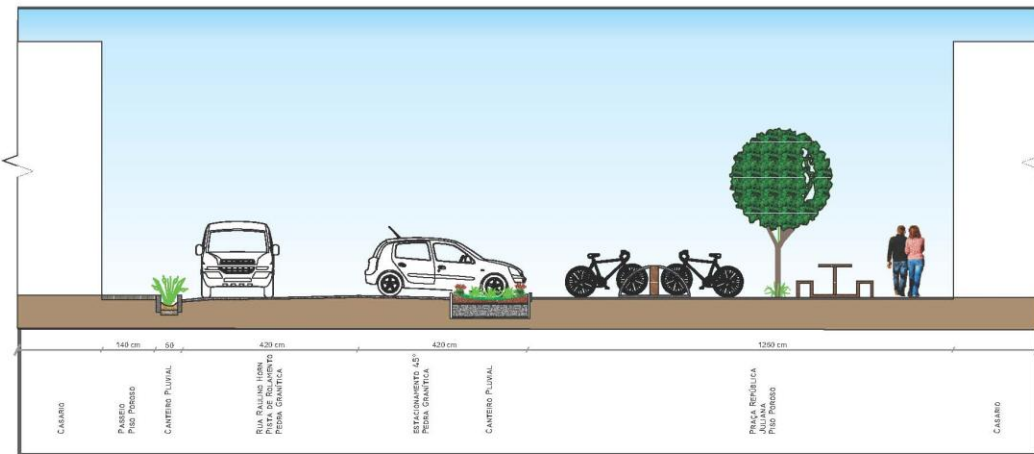 140 cm
60
420 cm
420 cm
1260 cm
CASARIO
PASSEIO
PISO POROSO
CANTEIRO PLUVIAL
RUA RAULINO HORN
PISTA DE ROLAMENTO
PEDRA GRANÍTICA
ESTACIONAMENTO 45°
PEDRA GRANÍTICA
CANTEIRO PLUVIAL
PRAÇA REPÚBLICA
JULIANA
PISO POROSO
CASARIO